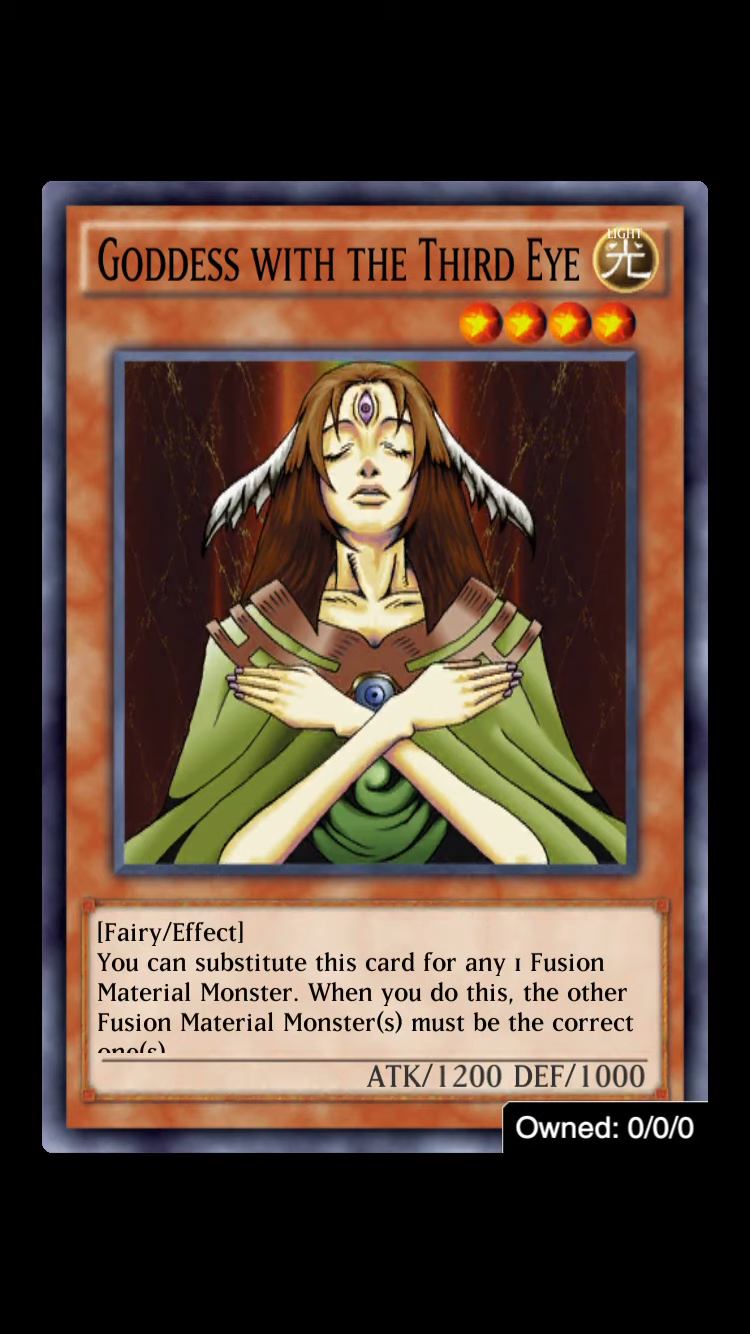 GODDESS WITH THE THIRD EYE
LIGHT
光
[Fairy/Effect]
You can substitute this card for any 1 Fusion
Material Monster. When you do this, the other
Fusion Material Monster(s) must be the correct
one(s).
ATK/1200 DEF/1000
Owned: 0/0/0